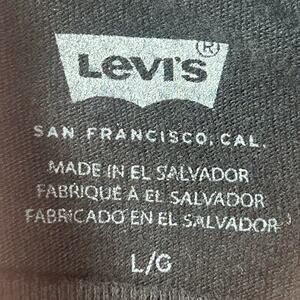 Levi's®
SAN FRANCISCO, CAL.
MADE IN EL SALVADOR
FABRIQUÉ À EL SALVADOR
FABRICADO EN EL SALVADOR
L/G